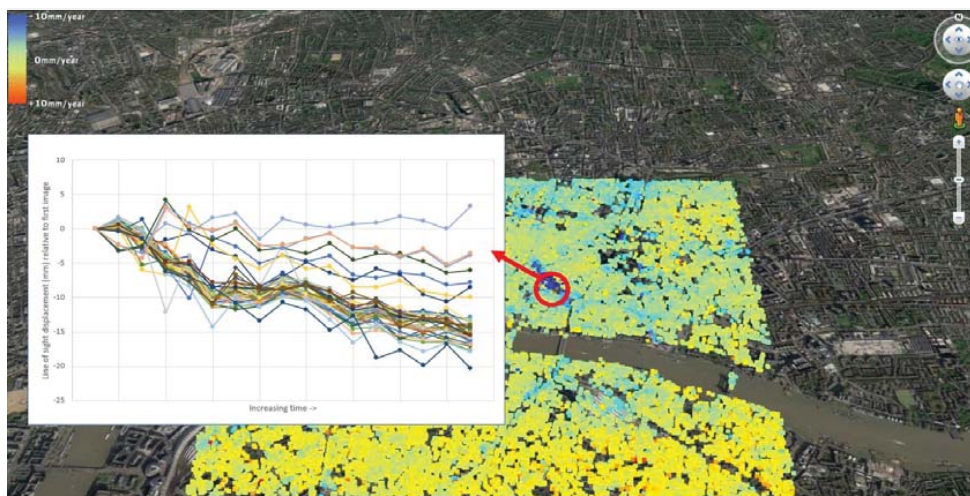 - 10mm/year
0mm/year
+10mm/year
N
10
5
0
-5
-10
-15
-20
-25
Line of sight displacement (mm) relative to first image
Increasing time ->